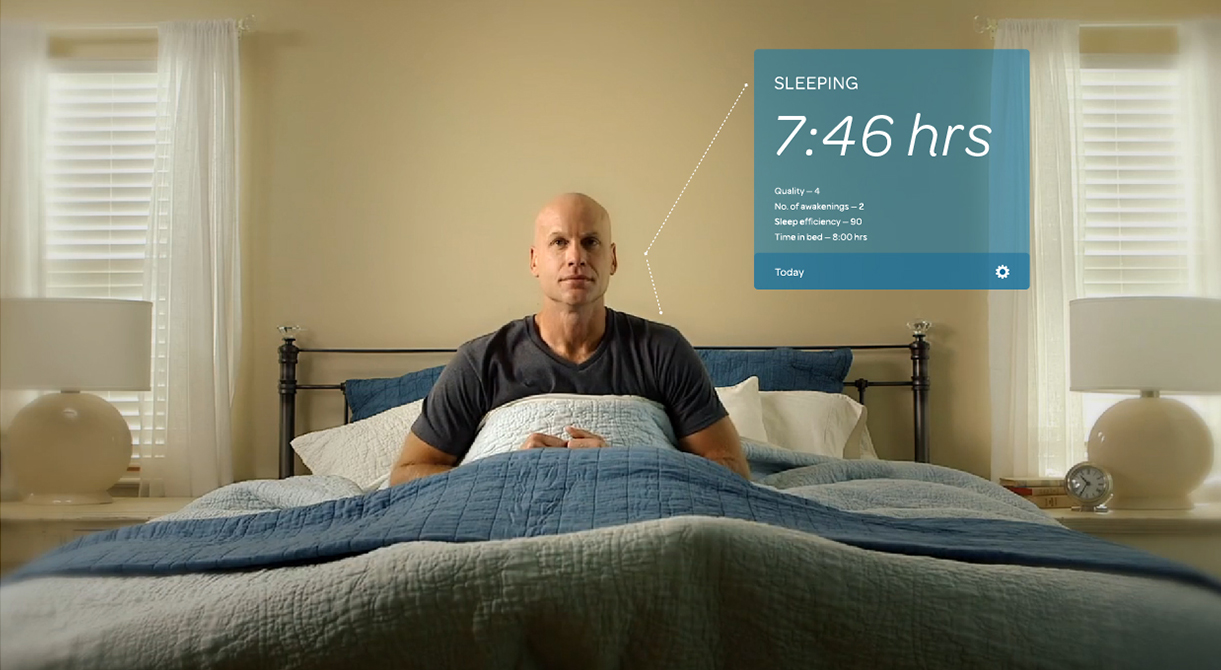 SLEEPING
7:46 hrs
Quality – 4
No. of awakenings – 2
Sleep efficiency – 90
Time in bed – 8:00 hrs
Today